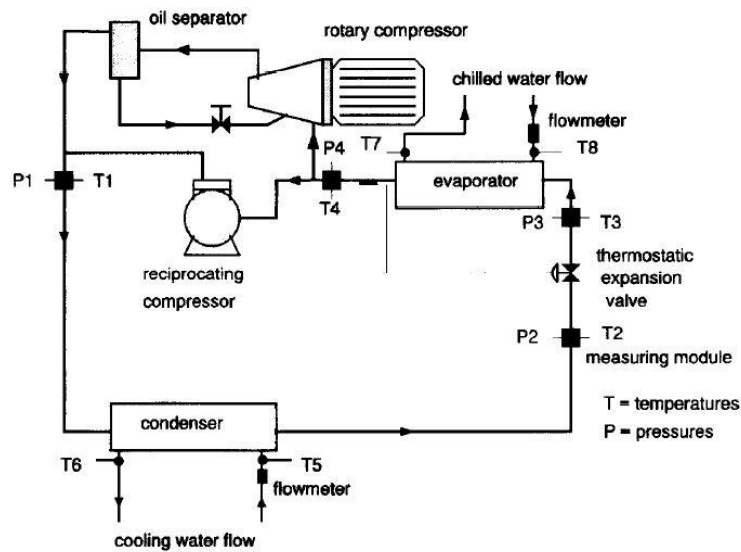 oil separator
rotary compressor
chilled water flow
flowmeter
P4
T7
T8
P1
T1
evaporator
T4
P3
T3
reciprocating
compressor
thermostatic
expansion
valve
P2
T2
measuring module
condenser
T = temperatures
P = pressures
T6
T5
flowmeter
cooling water flow